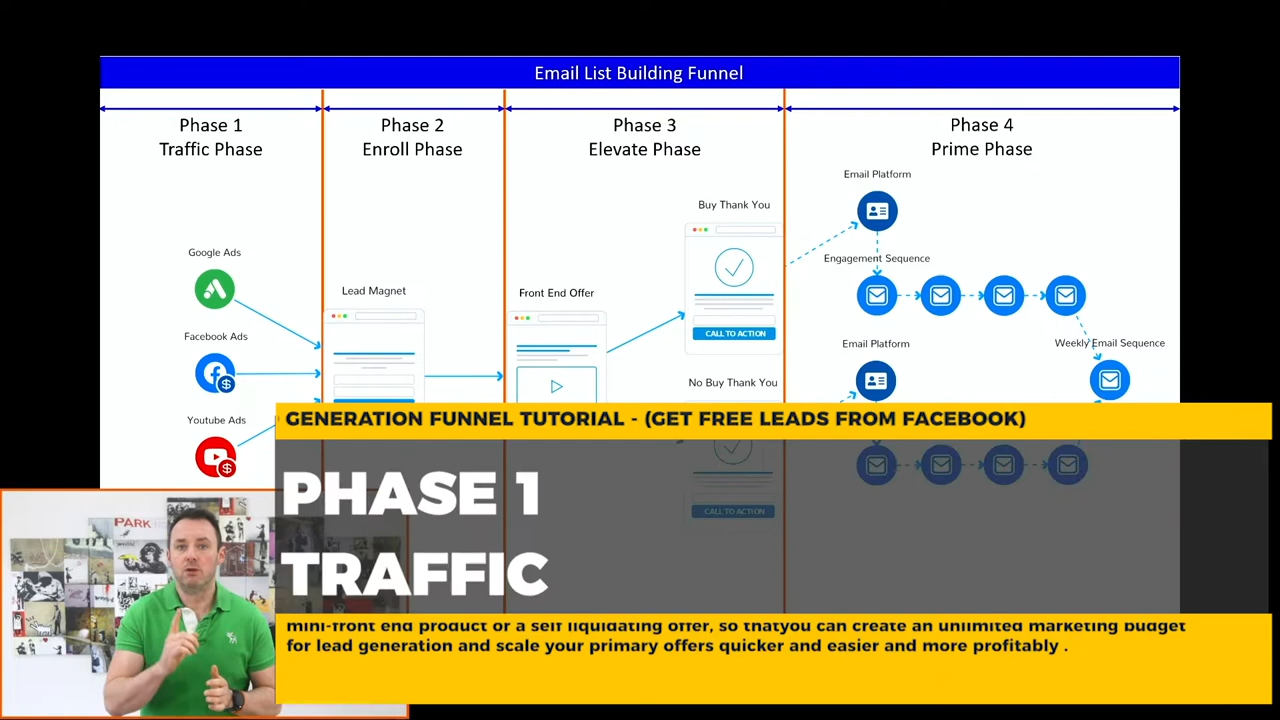 Email List Building Funnel
Phase 1
Traffic Phase
Phase 2
Enroll Phase
Phase 3
Elevate Phase
Phase 4
Prime Phase
Google Ads
Facebook Ads
Youtube Ads
Lead Magnet
Front End Offer
Buy Thank You
CALL TO ACTION
No Buy Thank You
CALL TO ACTION
Email Platform
Engagement Sequence
Email Platform
Weekly Email Sequence
GENERATION FUNNEL TUTORIAL - (GET FREE LEADS FROM FACEBOOK)
PHASE 1
TRAFFIC
mini-front end product or a self liquidating offer, so thatyou can create an unlimited marketing budget
for lead generation and scale your primary offers quicker and easier and more profitably .
PARK